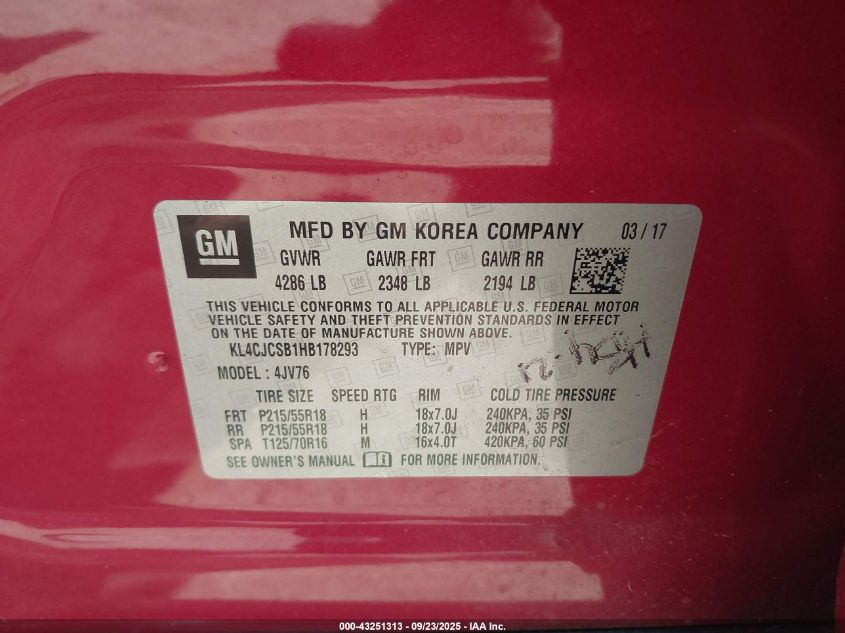 GM MFD BY GM KOREA COMPANY 03 / 17
GVWR GAWR FRT GAWR RR
4286 LB 2348 LB 2194 LB
THIS VEHICLE CONFORMS TO ALL APPLICABLE U.S. FEDERAL MOTOR
VEHICLE SAFETY AND THEFT PREVENTION STANDARDS IN EFFECT
ON THE DATE OF MANUFACTURE SHOWN ABOVE.
KL4CJCSB1HB178293 TYPE: MPV
MODEL : 4JV76
TIRE SIZE SPEED RTG RIM COLD TIRE PRESSURE
FRT P215/55R18 H 18x7.0J 240KPA, 35 PSI
RR P215/55R18 H 18x7.0J 240KPA, 35 PSI
SPA T125/70R16 M 16x4.0T 420KPA, 60 PSI
SEE OWNER'S MANUAL FOR MORE INFORMATION.
000-43251313 - 09/23/2025 - IAA Inc.